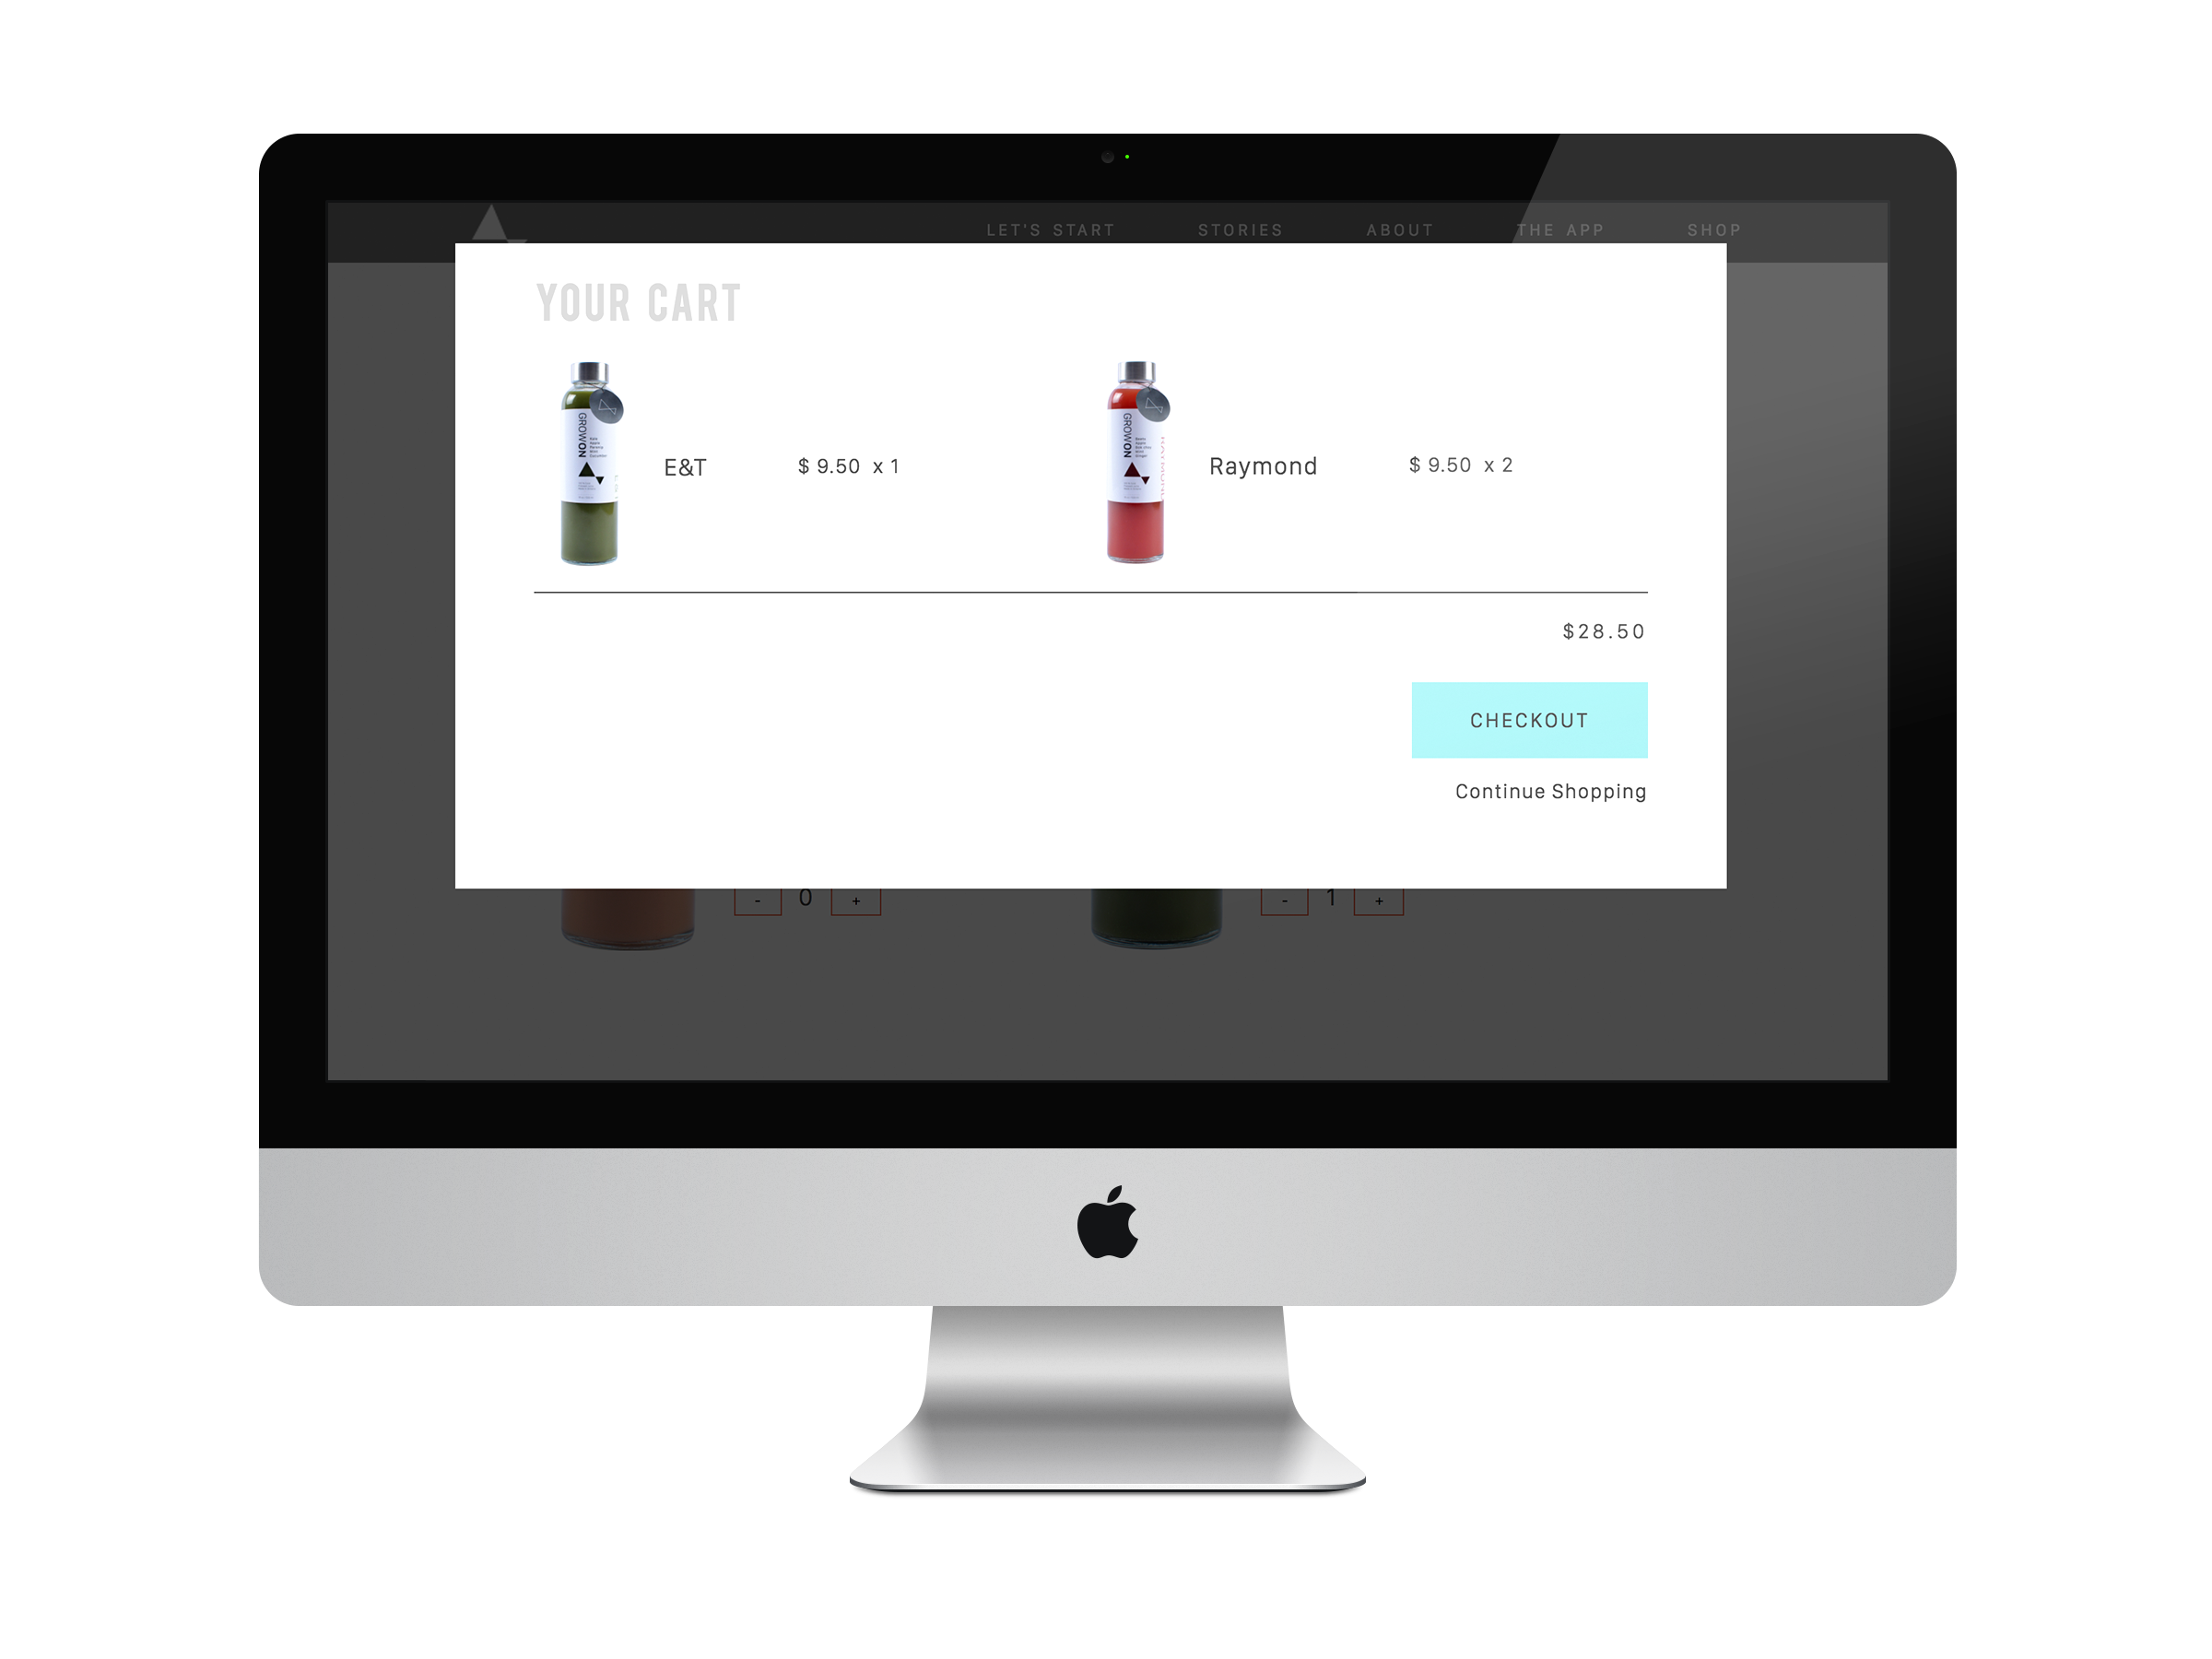 LET'S START STORIES ABOUT THE APP SHOP
YOUR CART
GROWON
E&T
$ 9.50 x 1
GROWON
Raymond
$ 9.50 x 2
$28.50
CHECKOUT
Continue Shopping
- 0 +
- 1 +